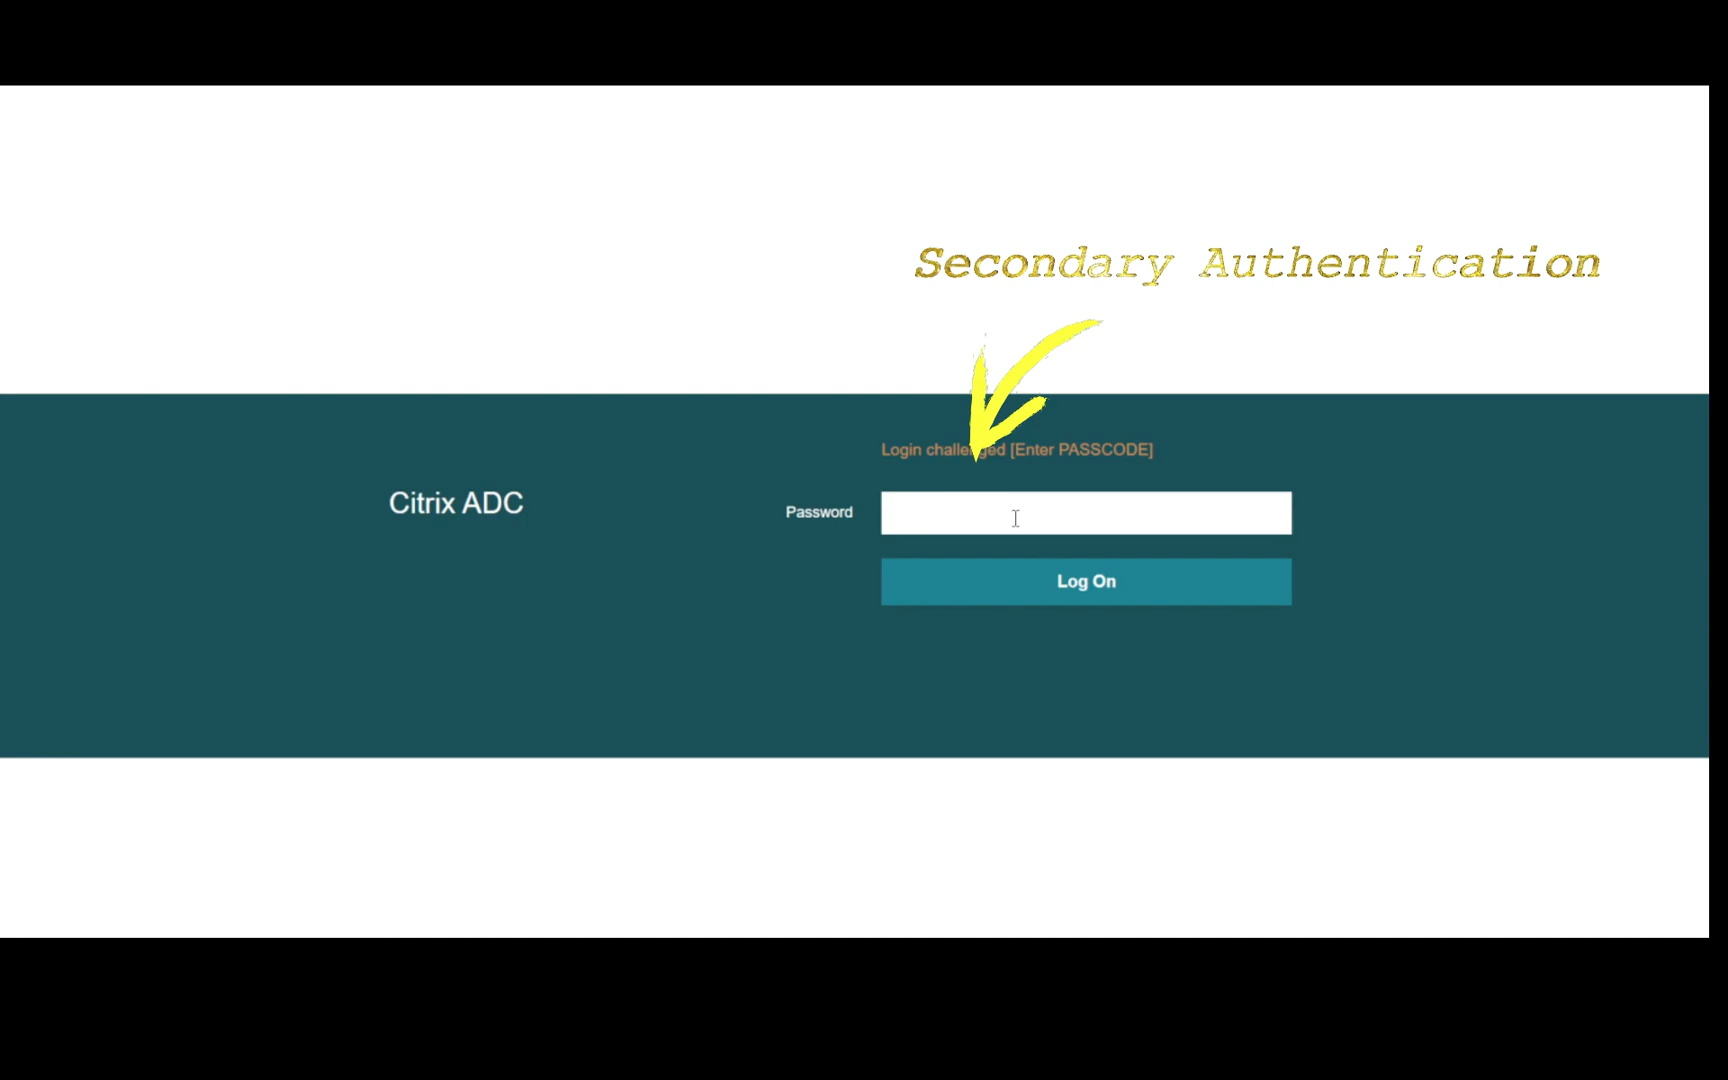 Secondary Authentication
Login challenged [Enter PASSCODE]
Citrix ADC
Password
Log On